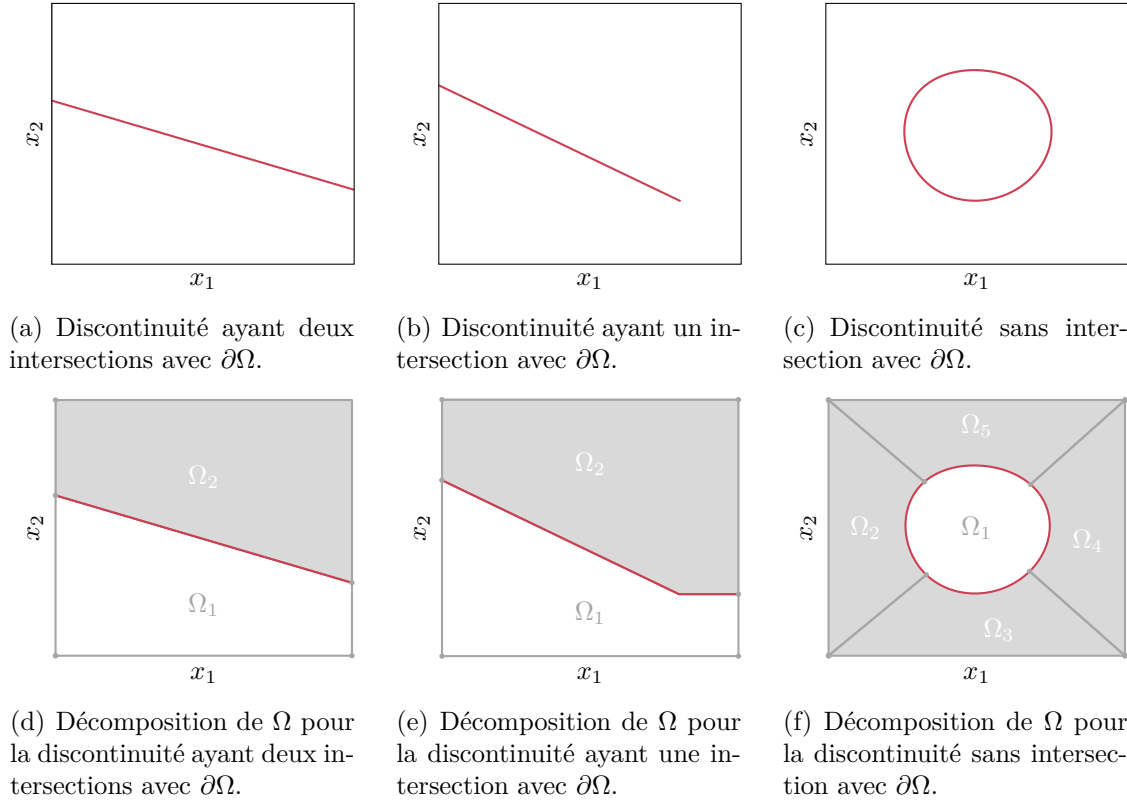 x₂
x₁
(a) Discontinuité ayant deux
intersections avec ∂Ω.
x₂
x₁
(b) Discontinuité ayant un in-
tersection avec ∂Ω.
x₂
x₁
(c) Discontinuité sans inter-
section avec ∂Ω.
Ω₂
x₂
Ω₁
x₁
(d) Décomposition de Ω pour
la discontinuité ayant deux in-
tersections avec ∂Ω.
Ω₂
x₂
Ω₁
x₁
(e) Décomposition de Ω pour
la discontinuité ayant une in-
tersection avec ∂Ω.
Ω₅
x₂
Ω₂
Ω₁
Ω₄
Ω₃
x₁
(f) Décomposition de Ω pour
la discontinuité sans intersec-
tion avec ∂Ω.